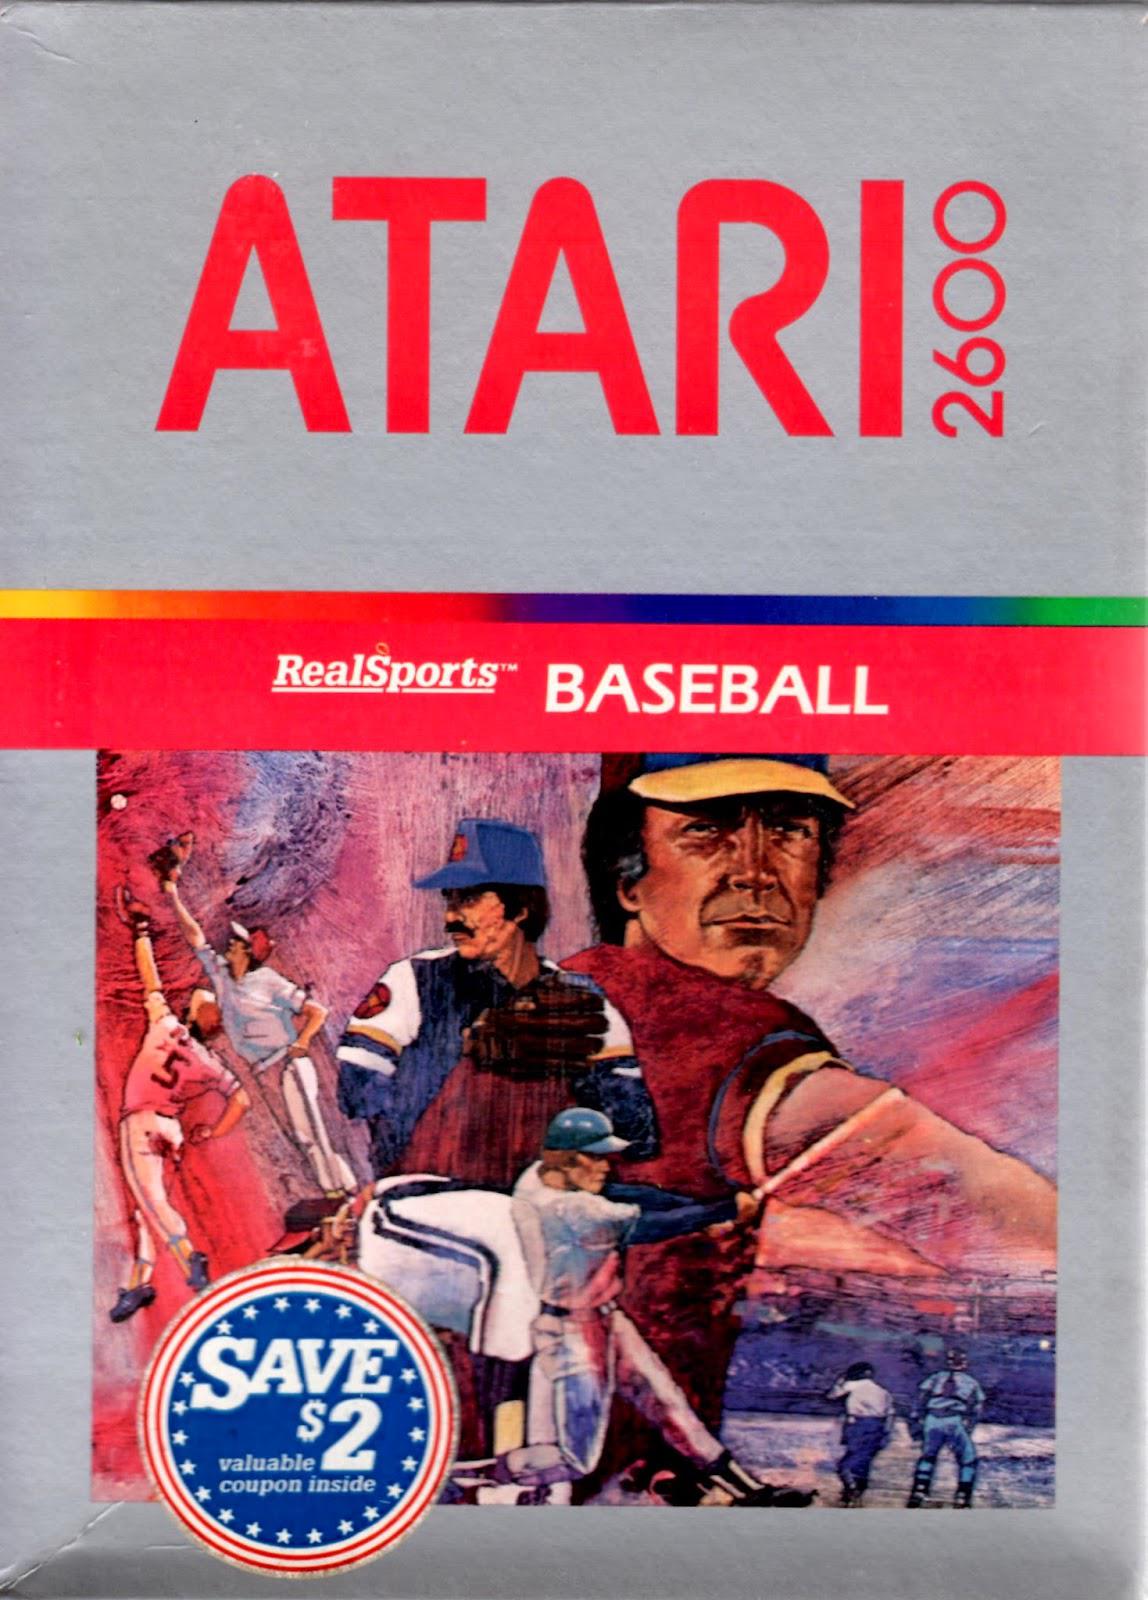 ATARI 2600
RealSports™ BASEBALL
5
SAVE
$2
valuable
coupon inside